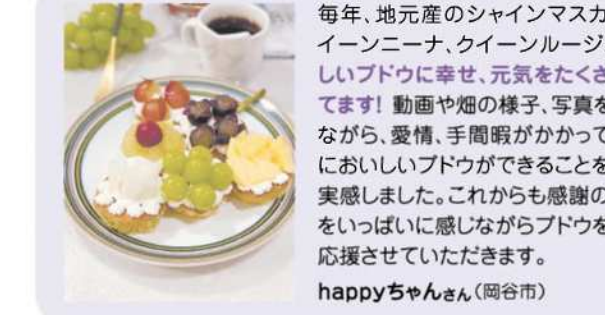 毎年、地元産のシャインマスカ
イーンニーナ、クイーンルージ
しいブドウに幸せ、元気をたくさ
てます! 動画や畑の様子、写真を
ながら、愛情、手間暇がかかって
においしいブドウができることを
実感しました。これからも感謝の
をいっぱいに感じながらブドウを
応援させていただきます。
happyちゃんさん(岡谷市)